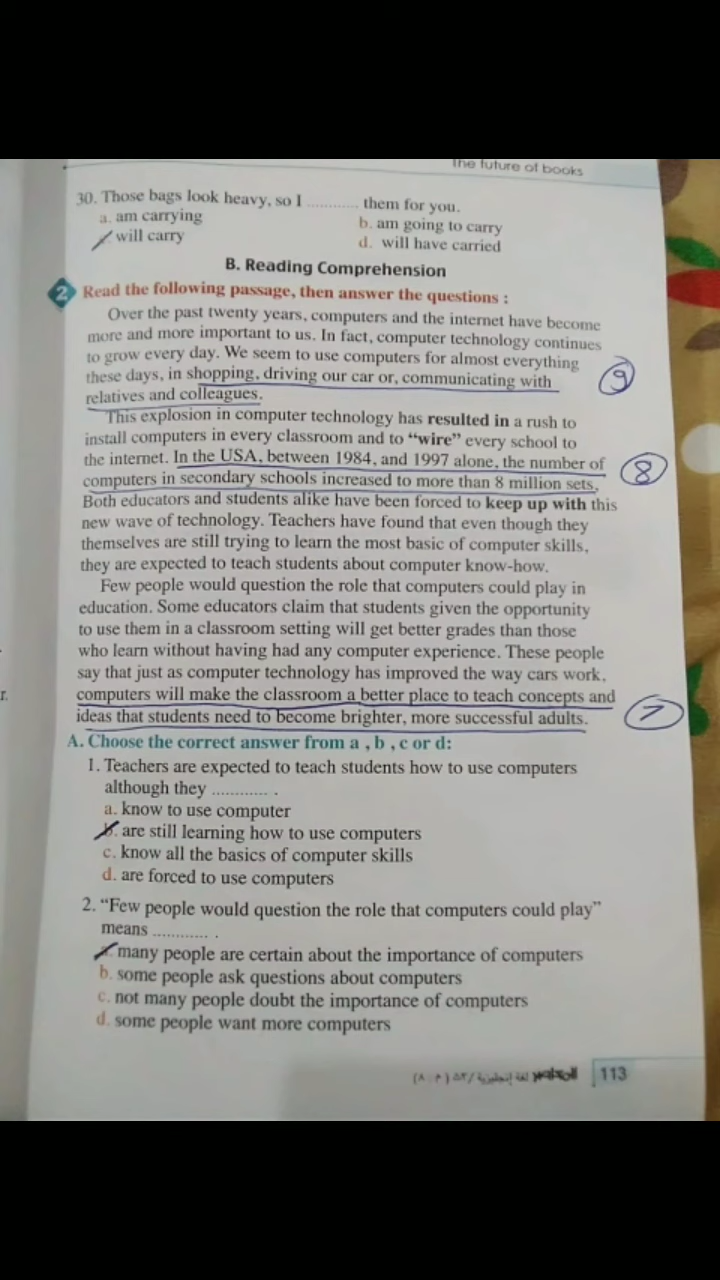 The future of books
30. Those bags look heavy, so I ........... them for you.
a. am carrying
b. am going to carry
will carry
d. will have carried
B. Reading Comprehension
2 Read the following passage, then answer the questions :
Over the past twenty years, computers and the internet have become
more and more important to us. In fact, computer technology continues
to grow every day. We seem to use computers for almost everything
these days, in shopping, driving our car or, communicating with
9
relatives and colleagues.
This explosion in computer technology has resulted in a rush to
install computers in every classroom and to “wire” every school to
the internet. In the USA, between 1984, and 1997 alone, the number of
8
computers in secondary schools increased to more than 8 million sets.
Both educators and students alike have been forced to keep up with this
new wave of technology. Teachers have found that even though they
themselves are still trying to learn the most basic of computer skills,
they are expected to teach students about computer know-how.
Few people would question the role that computers could play in
education. Some educators claim that students given the opportunity
to use them in a classroom setting will get better grades than those
who learn without having had any computer experience. These people
say that just as computer technology has improved the way cars work,
r.
computers will make the classroom a better place to teach concepts and
ideas that students need to become brighter, more successful adults.
7
A. Choose the correct answer from a , b , c or d:
1. Teachers are expected to teach students how to use computers
although they ............ .
a. know to use computer
b. are still learning how to use computers
c. know all the basics of computer skills
d. are forced to use computers
2. “Few people would question the role that computers could play”
means ............ .
many people are certain about the importance of computers
b. some people ask questions about computers
c. not many people doubt the importance of computers
d. some people want more computers
لغة إنجليزية
113